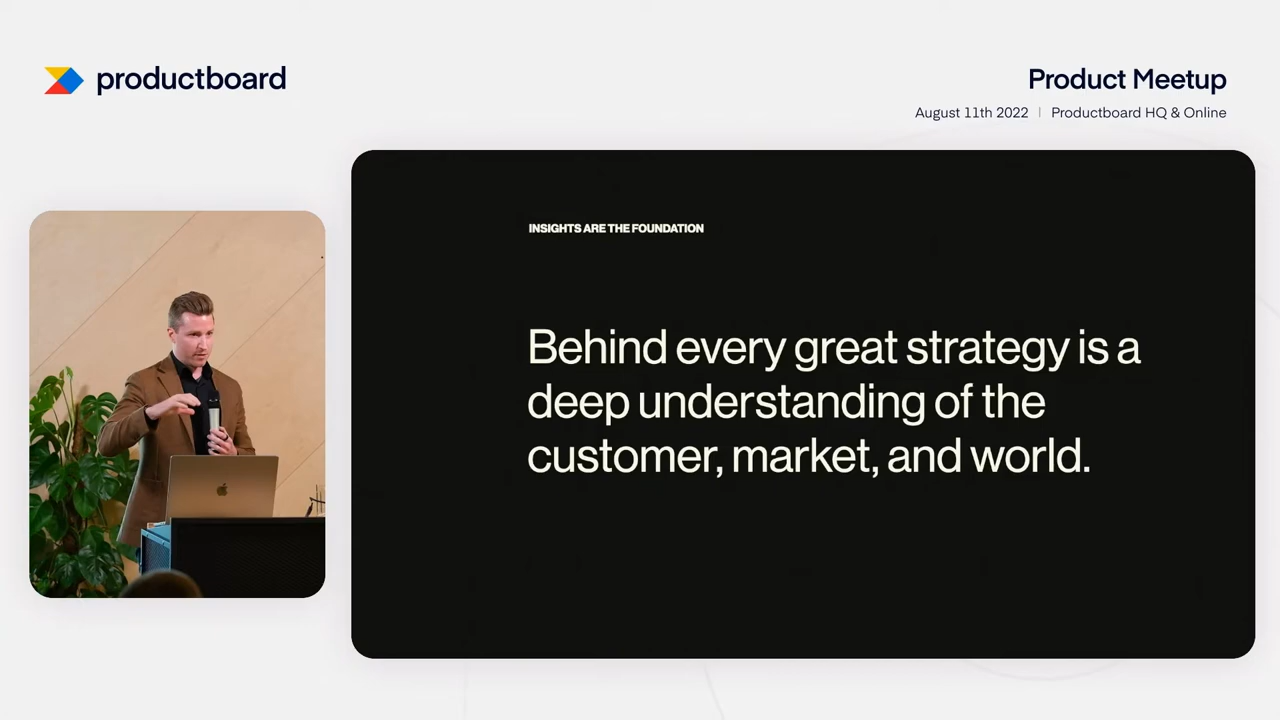 productboard
Product Meetup
August 11th 2022 | Productboard HQ & Online
INSIGHTS ARE THE FOUNDATION
Behind every great strategy is a
deep understanding of the
customer, market, and world.